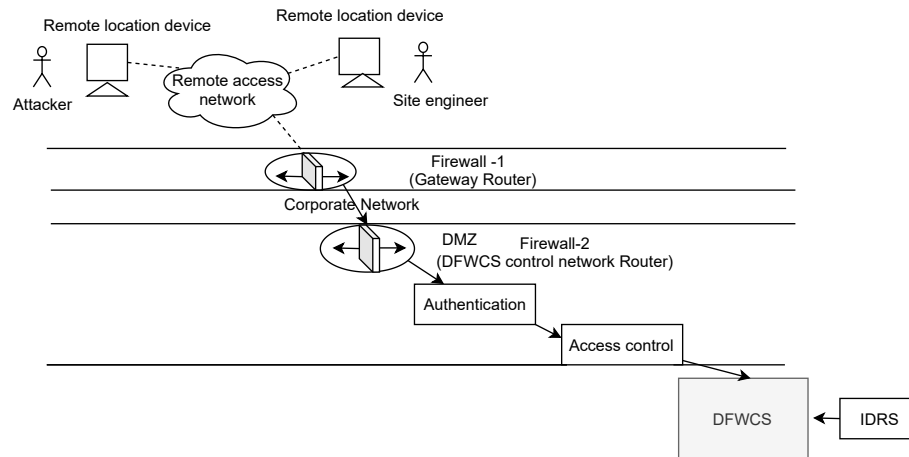 Remote location device
Remote location device
Remote access
network
Attacker
Site engineer
Firewall -1
(Gateway Router)
Corporate Network
DMZ
Firewall-2
(DFWCS control network Router)
Authentication
Access control
DFWCS
IDRS